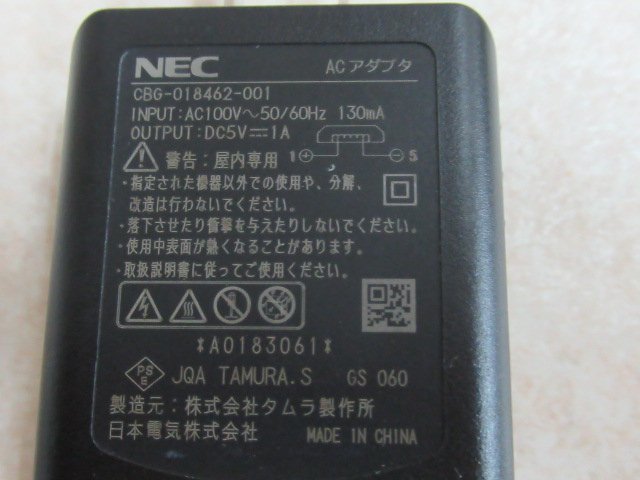 NEC ACアダプタ
CBG-018462-001
INPUT:AC100V～50/60Hz 130mA
OUTPUT:DC5V⎓1A
警告:屋内専用 1 + − 5
・指定された機器以外での使用や、分解、
改造は行わないでください。
・落下させたり衝撃を与えたりしないでください。
・使用中表面が熱くなることがあります。
・取扱説明書に従ってご使用ください。
*A0183061*
PS
E
JQA TAMURA.S GS 060
製造元:株式会社タムラ製作所
日本電気株式会社 MADE IN CHINA